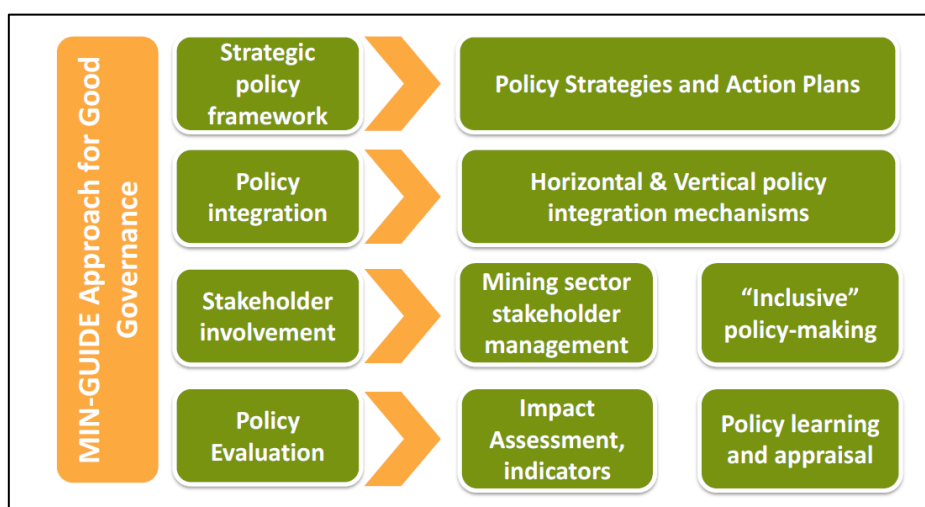 MIN-GUIDE Approach for Good
Governance
Strategic
policy
framework
Policy Strategies and Action Plans
Policy
integration
Horizontal & Vertical policy
integration mechanisms
Stakeholder
involvement
Mining sector
stakeholder
management
“Inclusive”
policy-making
Policy
Evaluation
Impact
Assessment,
indicators
Policy learning
and appraisal